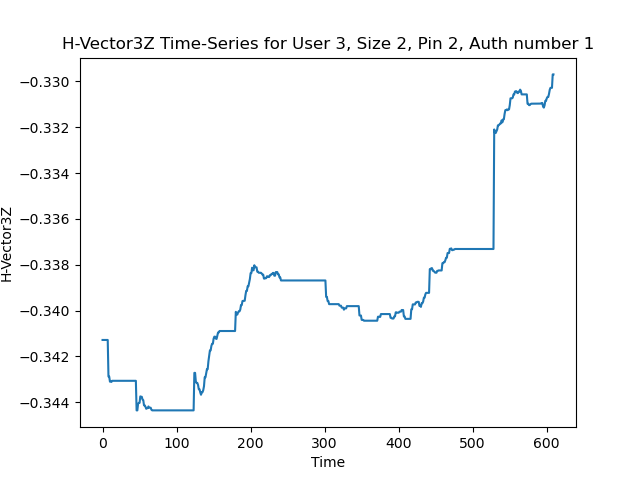 H-Vector3Z Time-Series for User 3, Size 2, Pin 2, Auth number 1
H-Vector3Z
−0.330
−0.332
−0.334
−0.336
−0.338
−0.340
−0.342
−0.344
0 100 200 300 400 500 600
Time